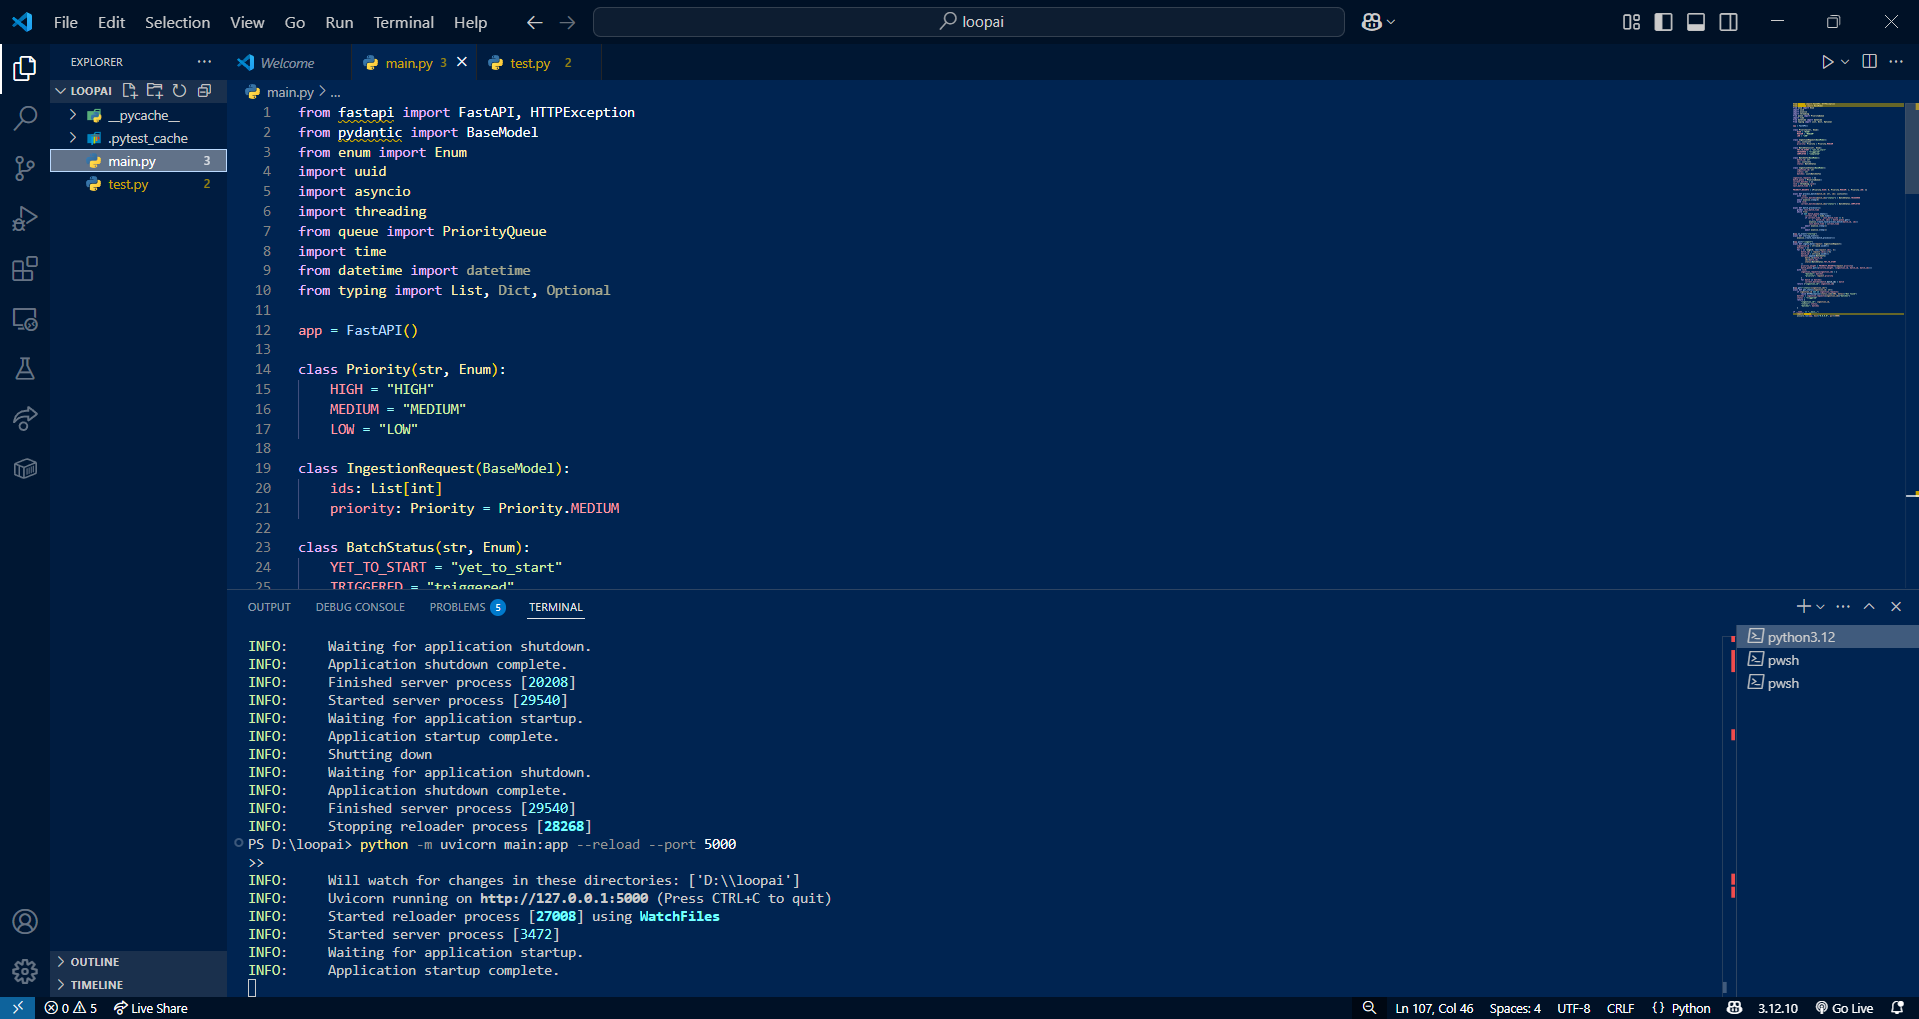 File Edit Selection View Go Run Terminal Help
loopai
EXPLORER
LOOPAI
__pycache__
.pytest_cache
main.py 3
test.py 2
OUTLINE
TIMELINE
Welcome
main.py 3
test.py 2
main.py > ...
1 from fastapi import FastAPI, HTTPException
2 from pydantic import BaseModel
3 from enum import Enum
4 import uuid
5 import asyncio
6 import threading
7 from queue import PriorityQueue
8 import time
9 from datetime import datetime
10 from typing import List, Dict, Optional
11
12 app = FastAPI()
13
14 class Priority(str, Enum):
15 HIGH = "HIGH"
16 MEDIUM = "MEDIUM"
17 LOW = "LOW"
18
19 class IngestionRequest(BaseModel):
20 ids: List[int]
21 priority: Priority = Priority.MEDIUM
22
23 class BatchStatus(str, Enum):
24 YET_TO_START = "yet_to_start"
25 TRIGGERED = "triggered"
OUTPUT DEBUG CONSOLE PROBLEMS 5 TERMINAL
INFO: Waiting for application shutdown.
INFO: Application shutdown complete.
INFO: Finished server process [20208]
INFO: Started server process [29540]
INFO: Waiting for application startup.
INFO: Application startup complete.
INFO: Shutting down
INFO: Waiting for application shutdown.
INFO: Application shutdown complete.
INFO: Finished server process [29540]
INFO: Stopping reloader process [28268]
PS D:\loopai> python -m uvicorn main:app --reload --port 5000
>>
INFO: Will watch for changes in these directories: ['D:\\loopai']
INFO: Uvicorn running on http://127.0.0.1:5000 (Press CTRL+C to quit)
INFO: Started reloader process [27008] using WatchFiles
INFO: Started server process [3472]
INFO: Waiting for application startup.
INFO: Application startup complete.
python3.12
pwsh
pwsh
0 5 Live Share
Ln 107, Col 46 Spaces: 4 UTF-8 CRLF {} Python 3.12.10 Go Live